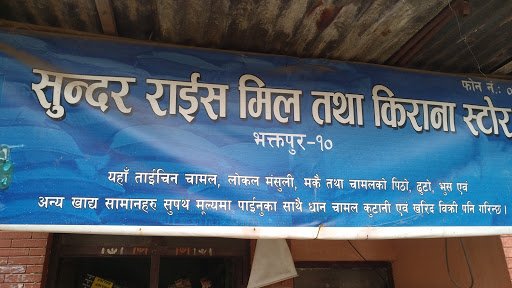 फोन नं.: ०
सुन्दर राईस मिल तथा किराना स्टोर
भक्तपुर-१०
यहाँ ताईचिन चामल, लोकल मंसुली, मकै तथा चामलको पिठो, ढुटो, भुस एवं
अन्य खाद्य सामानहरु सुपथ मूल्यमा पाईनुका साथै धान चामल कुटानी एवं खरिद विक्री पनि गरिन्छ।